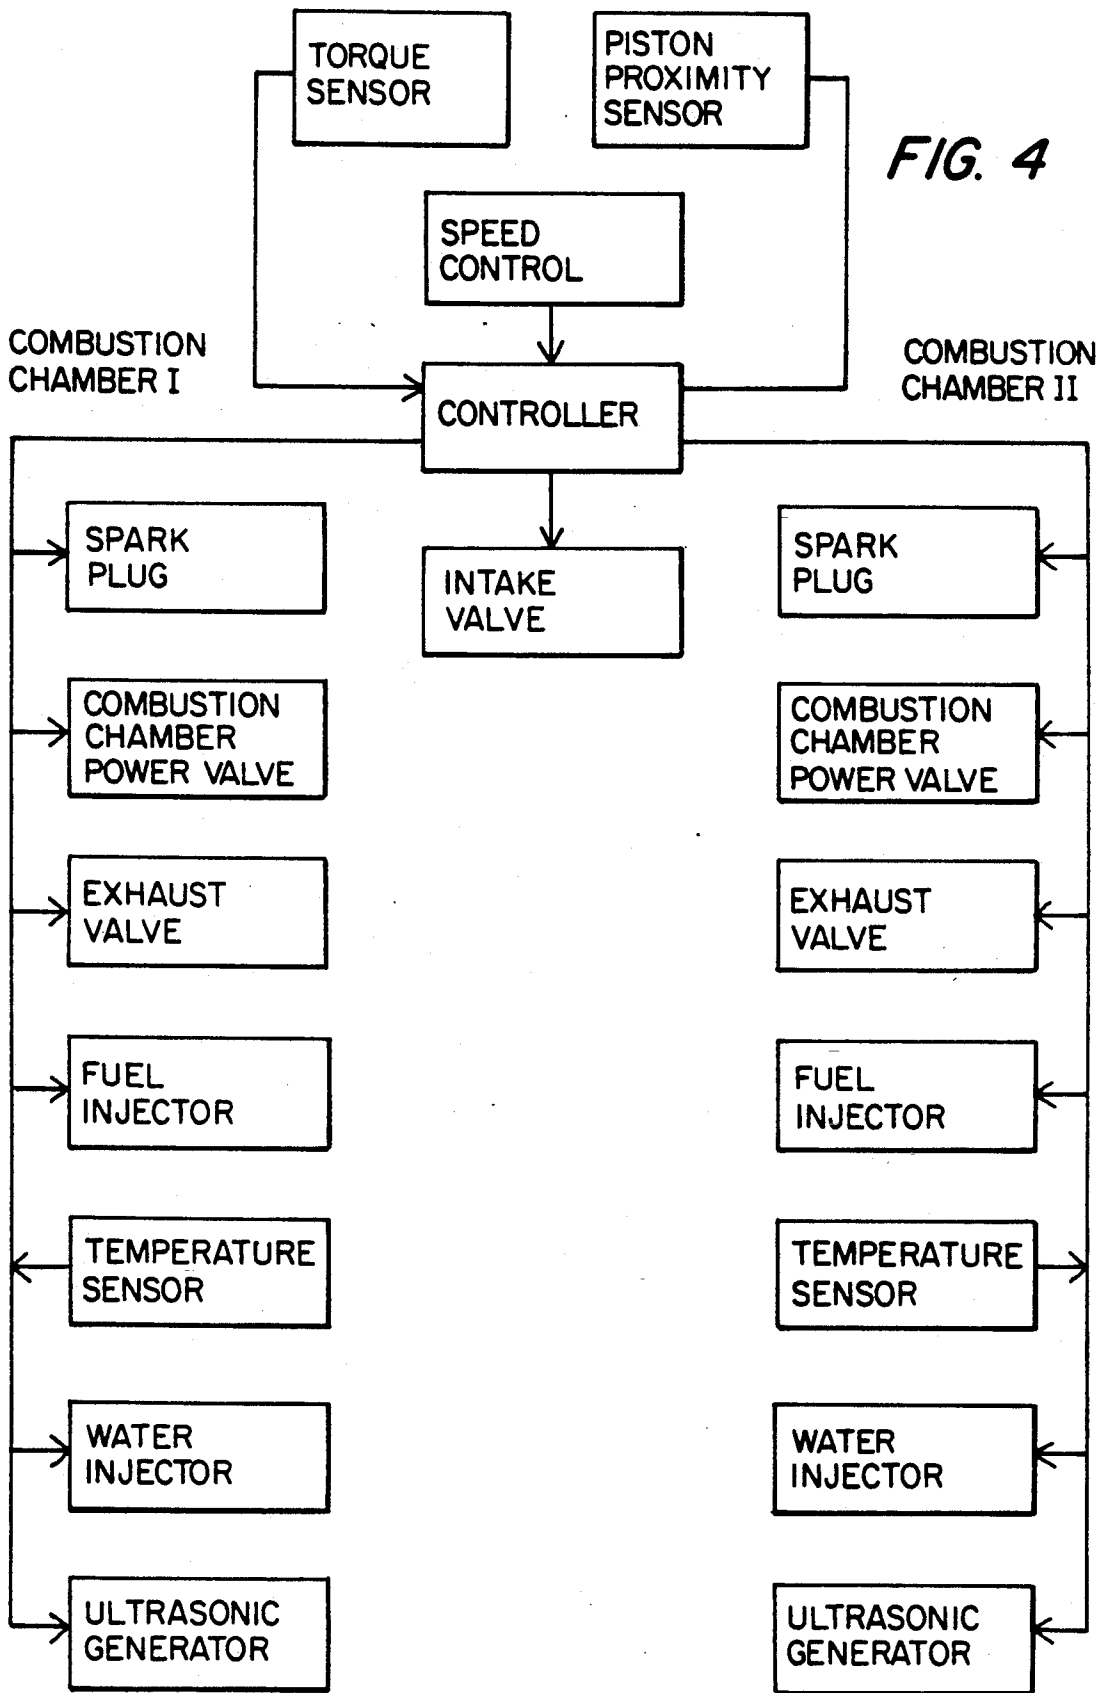 TORQUE
SENSOR
PISTON
PROXIMITY
SENSOR
FIG. 4
SPEED
CONTROL
COMBUSTION
CHAMBER I
CONTROLLER
COMBUSTION
CHAMBER II
SPARK
PLUG
INTAKE
VALVE
SPARK
PLUG
COMBUSTION
CHAMBER
POWER VALVE
COMBUSTION
CHAMBER
POWER VALVE
EXHAUST
VALVE
EXHAUST
VALVE
FUEL
INJECTOR
FUEL
INJECTOR
TEMPERATURE
SENSOR
TEMPERATURE
SENSOR
WATER
INJECTOR
WATER
INJECTOR
ULTRASONIC
GENERATOR
ULTRASONIC
GENERATOR